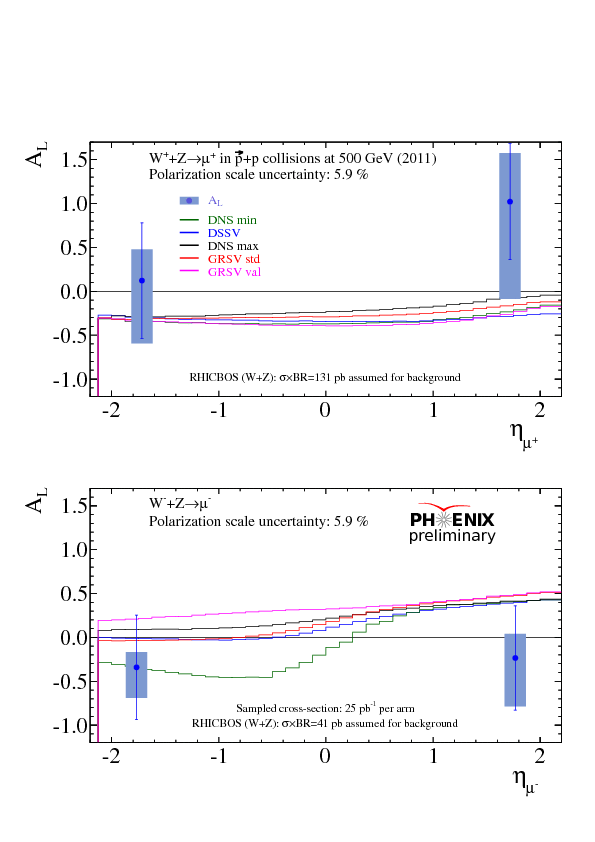 A_L
W⁺+Z→μ⁺ in p⃗+p collisions at 500 GeV (2011)
Polarization scale uncertainty: 5.9 %
A_L
DNS min
DSSV
DNS max
GRSV std
GRSV val
1.5
1.0
0.5
0.0
-0.5
-1.0
RHICBOS (W+Z): σ×BR=131 pb assumed for background
-2 -1 0 1 2
η_μ⁺
A_L
W⁻+Z→μ⁻
Polarization scale uncertainty: 5.9 %
PHENIX
preliminary
1.5
1.0
0.5
0.0
-0.5
-1.0
Sampled cross-section: 25 pb⁻¹ per arm
RHICBOS (W+Z): σ×BR=41 pb assumed for background
-2 -1 0 1 2
η_μ⁻